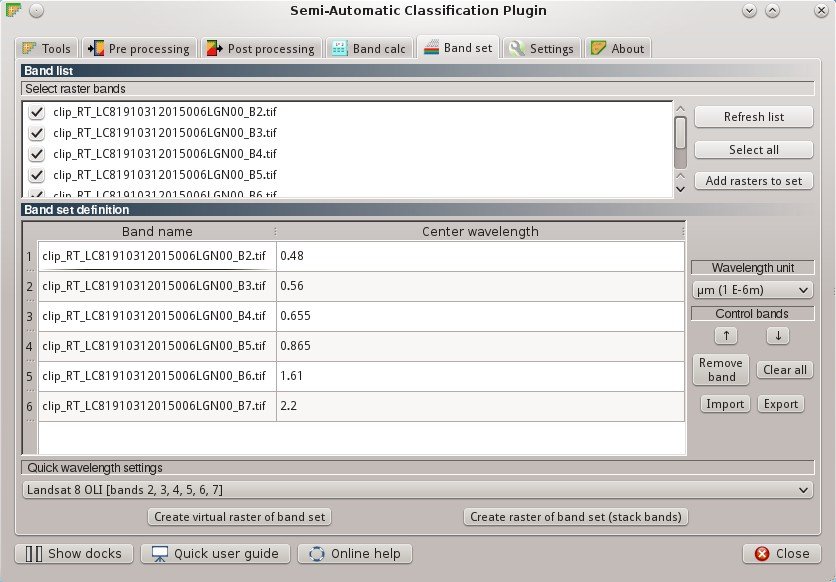 Semi-Automatic Classification Plugin
Tools Pre processing Post processing Band calc Band set Settings About
Band list
Select raster bands
clip_RT_LC81910312015006LGN00_B2.tif
clip_RT_LC81910312015006LGN00_B3.tif
clip_RT_LC81910312015006LGN00_B4.tif
clip_RT_LC81910312015006LGN00_B5.tif
clip_RT_LC81910312015006LGN00_B6.tif
Refresh list
Select all
Add rasters to set
Band set definition
Band name Center wavelength
1 clip_RT_LC81910312015006LGN00_B2.tif 0.48
2 clip_RT_LC81910312015006LGN00_B3.tif 0.56
3 clip_RT_LC81910312015006LGN00_B4.tif 0.655
4 clip_RT_LC81910312015006LGN00_B5.tif 0.865
5 clip_RT_LC81910312015006LGN00_B6.tif 1.61
6 clip_RT_LC81910312015006LGN00_B7.tif 2.2
Wavelength unit
µm (1 E-6m)
Control bands
↑ ↓
Remove
band
Clear all
Import Export
Quick wavelength settings
Landsat 8 OLI [bands 2, 3, 4, 5, 6, 7]
Create virtual raster of band set Create raster of band set (stack bands)
Show docks Quick user guide Online help Close